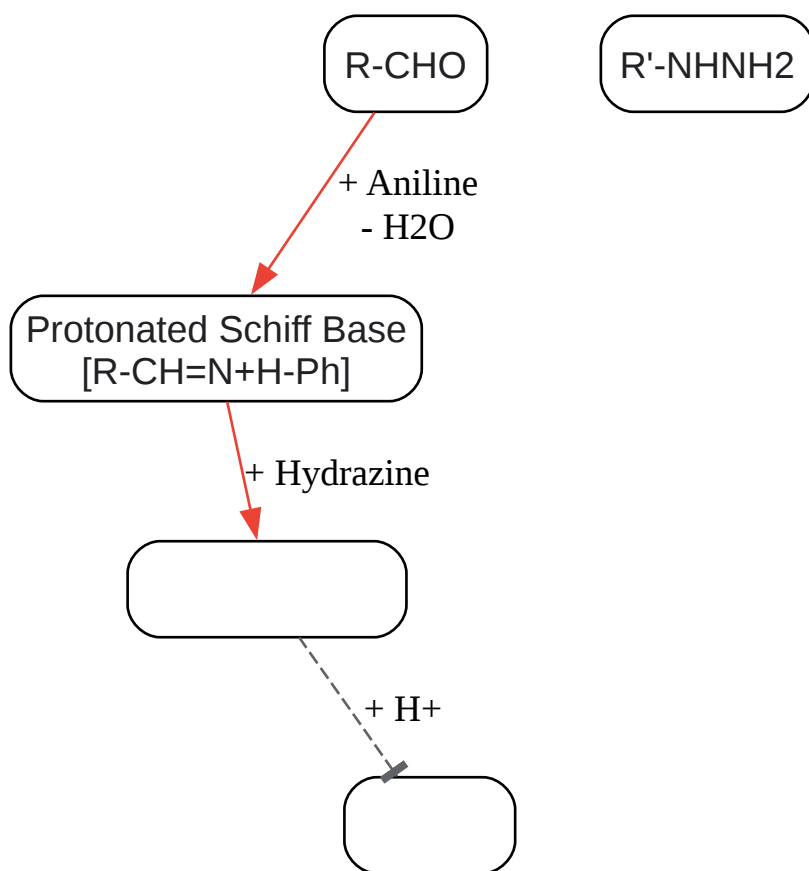 R-CHO
R'-NHNH2
+ Aniline
- H2O
Protonated Schiff Base
[R-CH=N+H-Ph]
+ Hydrazine
+ H+